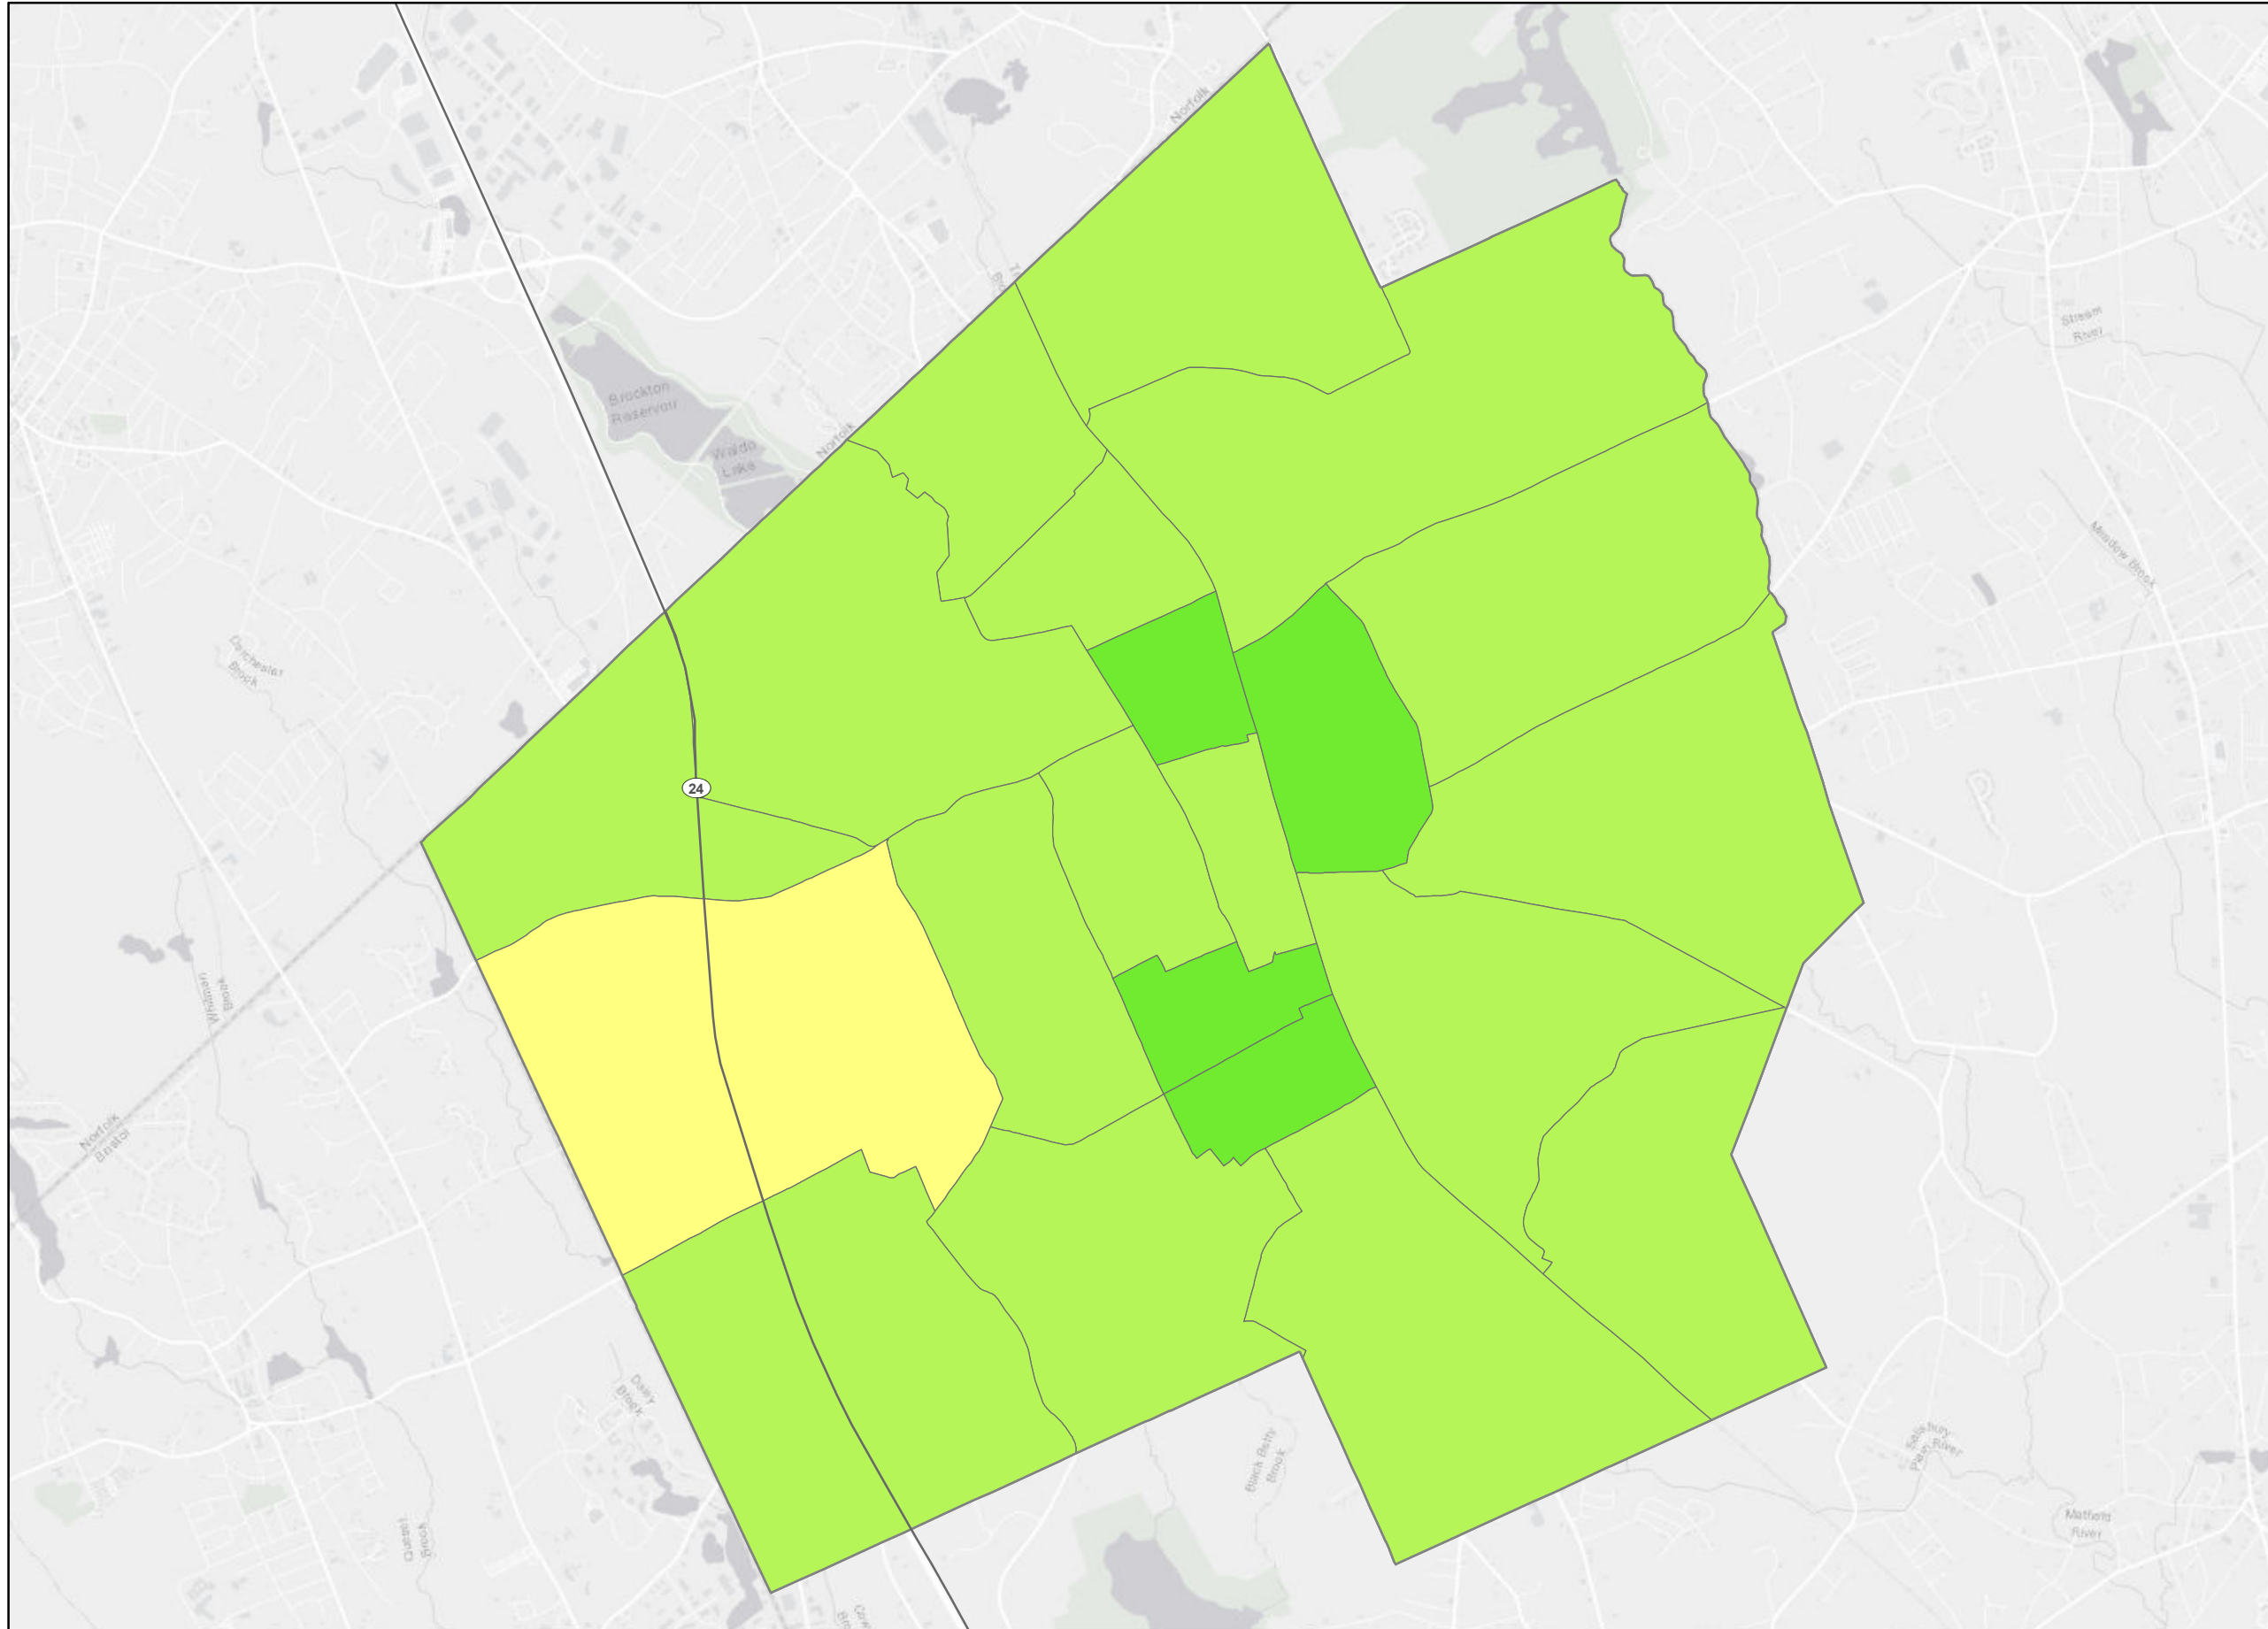 Norfolk
Brockton
Reservoir
Waldo
Lake
Norfolk
Stream
River
Meadow Brook
Dorchester
Brook
24
Whitman
Brook
Norfolk
Bristol
Daley
Brook
Black Betty
Brook
Salisbury
Plain River
Matfield
River
Queset
Brook